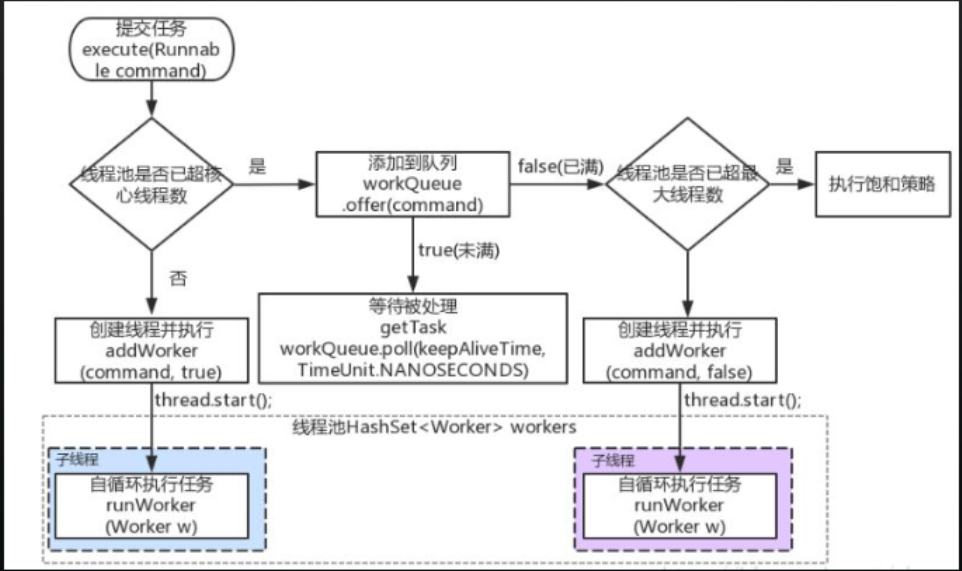 提交任务
execute(Runnab
le command)
线程池是否已超核
心线程数
是
添加到队列
workQueue
.offer(command)
false(已满)
线程池是否已超最
大线程数
是
执行饱和策略
true(未满)
否
创建线程并执行
addWorker
(command, true)
等待被处理
getTask
workQueue.poll(keepAliveTime,
TimeUnit.NANOSECONDS)
创建线程并执行
addWorker
(command, false)
thread.start();
thread.start();
线程池HashSet<Worker> workers
子线程
自循环执行任务
runWorker
(Worker w)
子线程
自循环执行任务
runWorker
(Worker w)